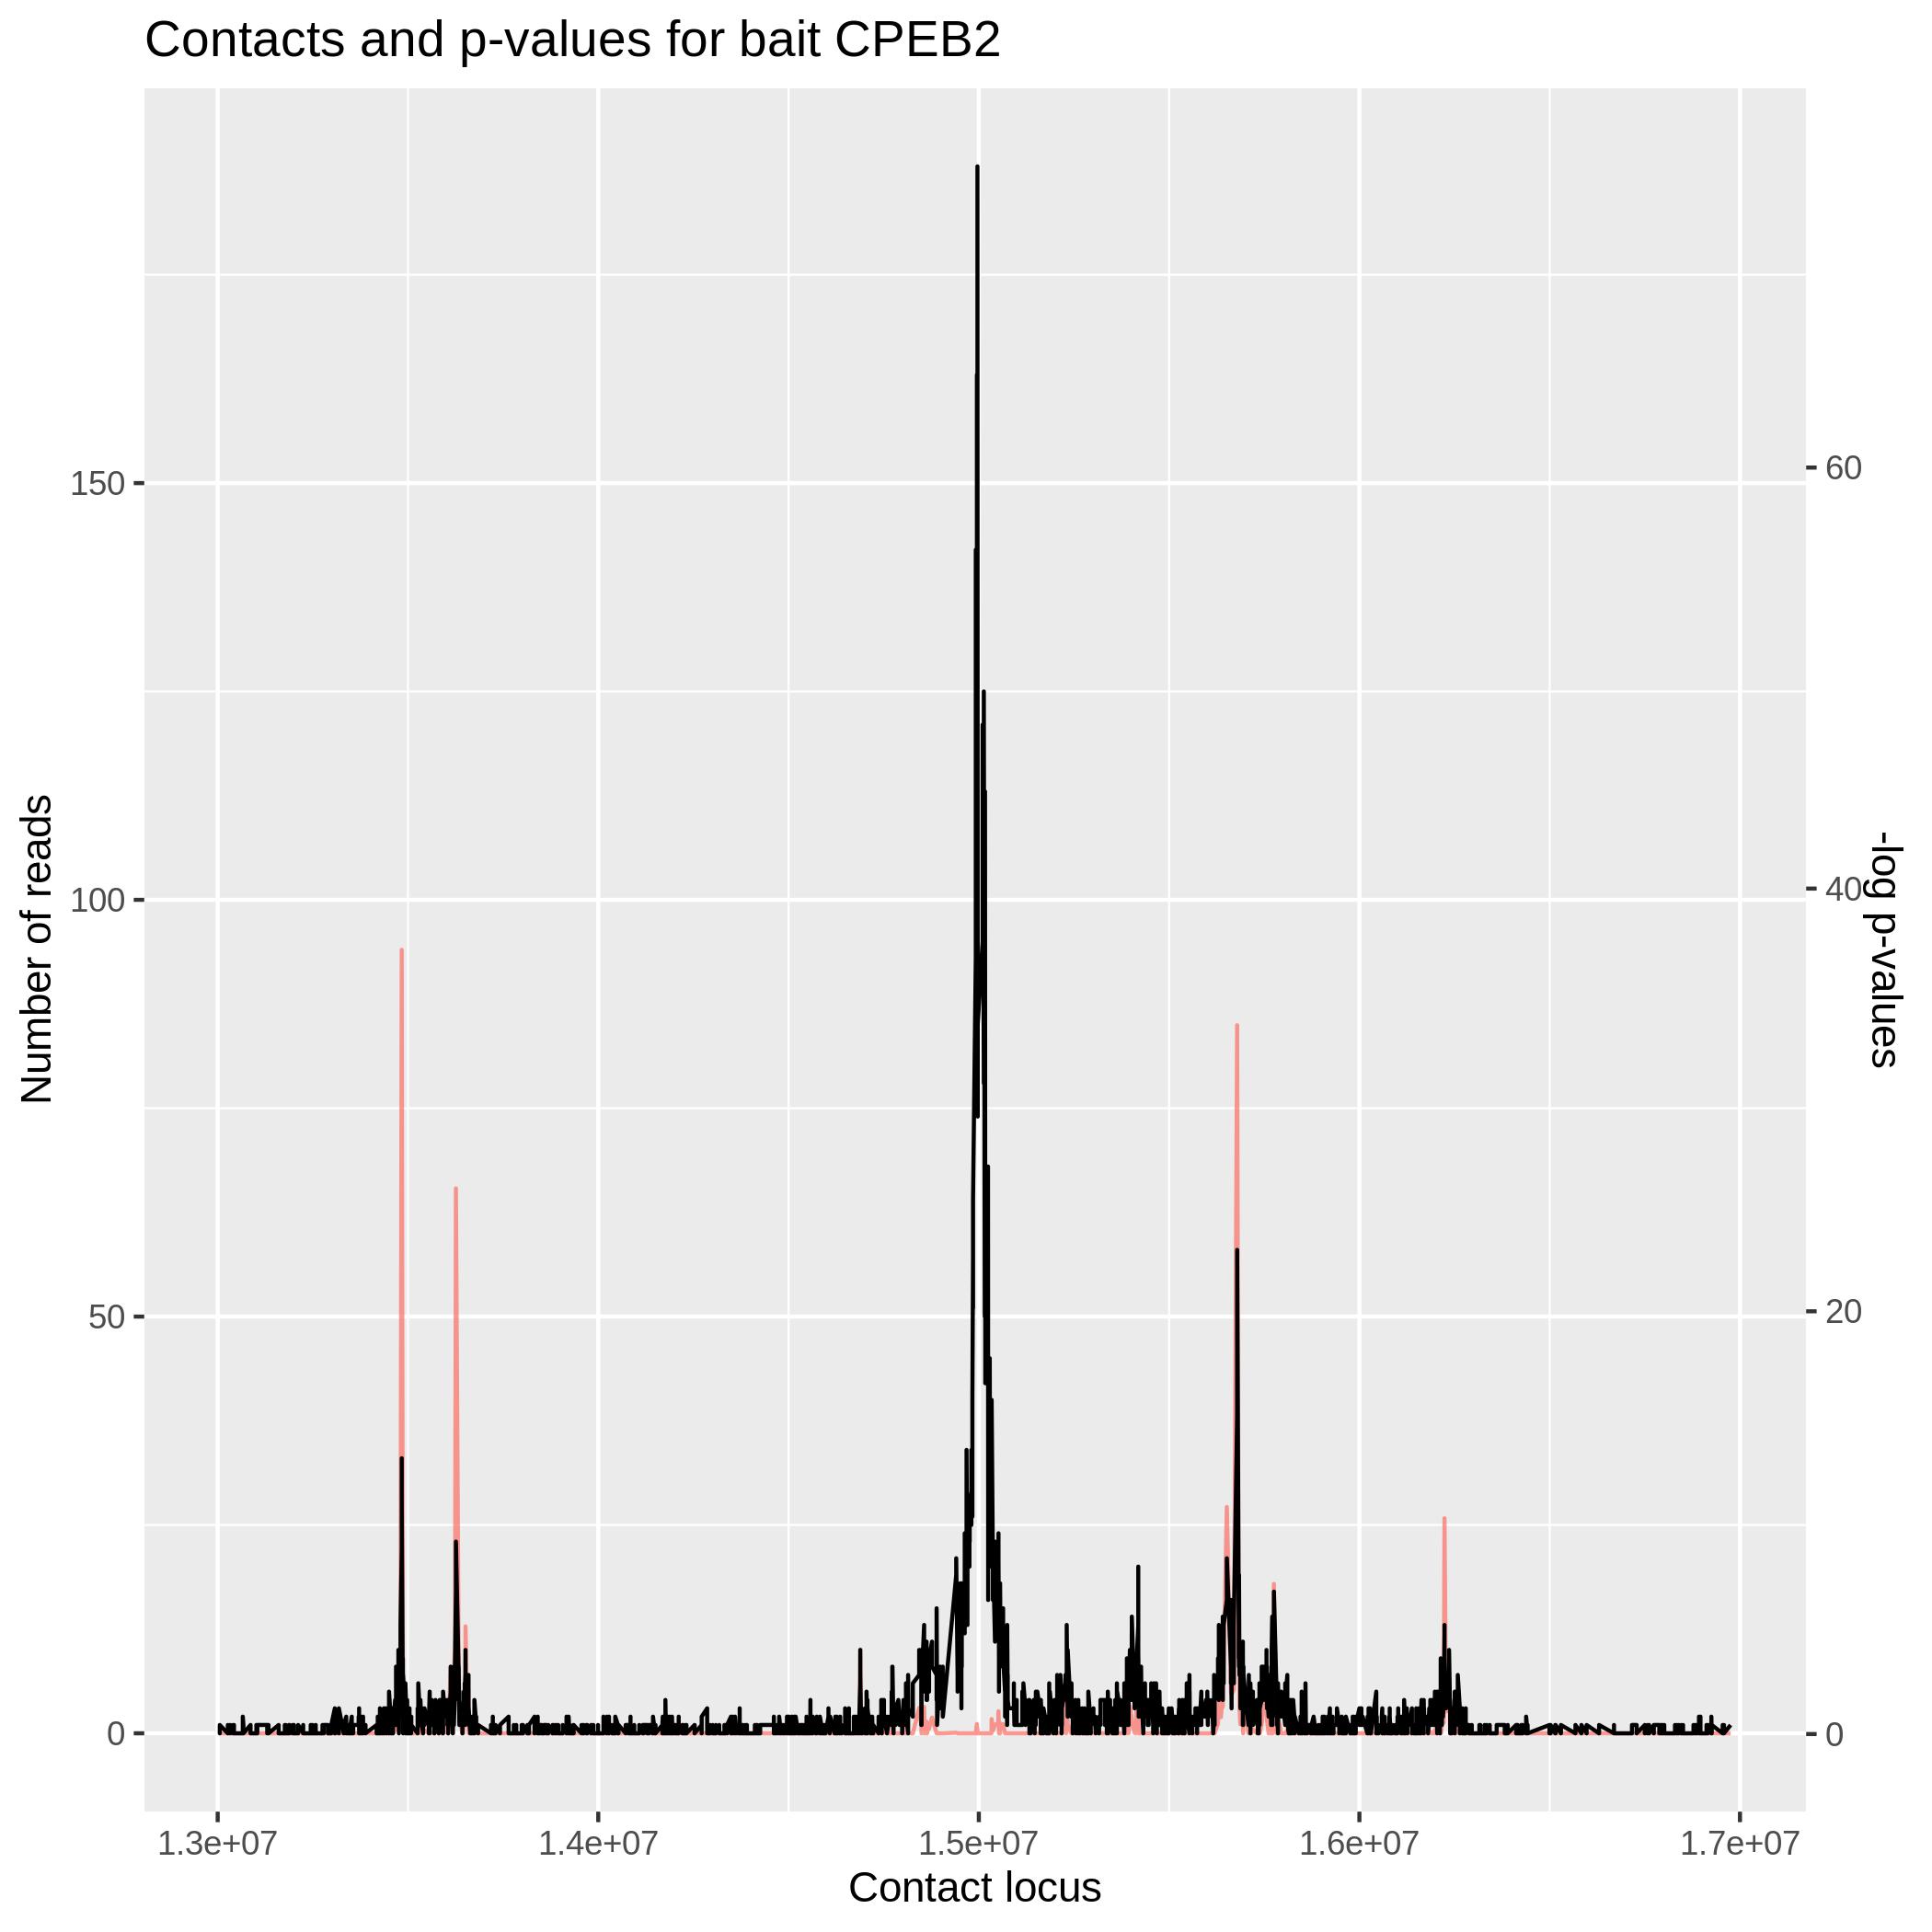 Contacts and p-values for bait CPEB2
Number of reads
150
100
50
0
60
40
20
0
-log p-values
1.3e+07 1.4e+07 1.5e+07 1.6e+07 1.7e+07
Contact locus